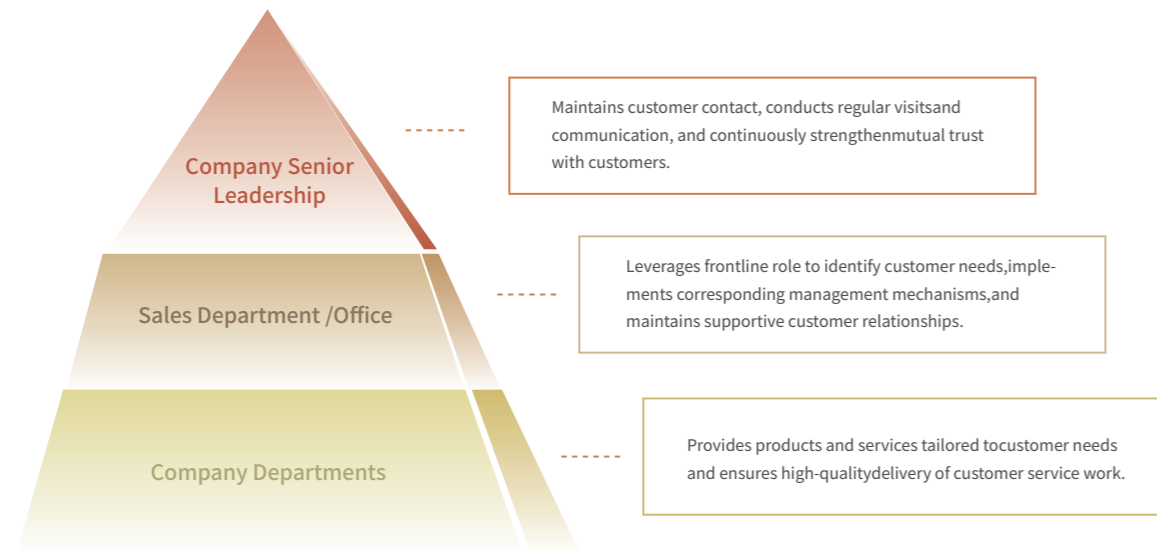 Company Senior
Leadership
Maintains customer contact, conducts regular visitsand
communication, and continuously strengthenmutual trust
with customers.
Sales Department /Office
Leverages frontline role to identify customer needs,imple-
ments corresponding management mechanisms,and
maintains supportive customer relationships.
Company Departments
Provides products and services tailored tocustomer needs
and ensures high-qualitydelivery of customer service work.